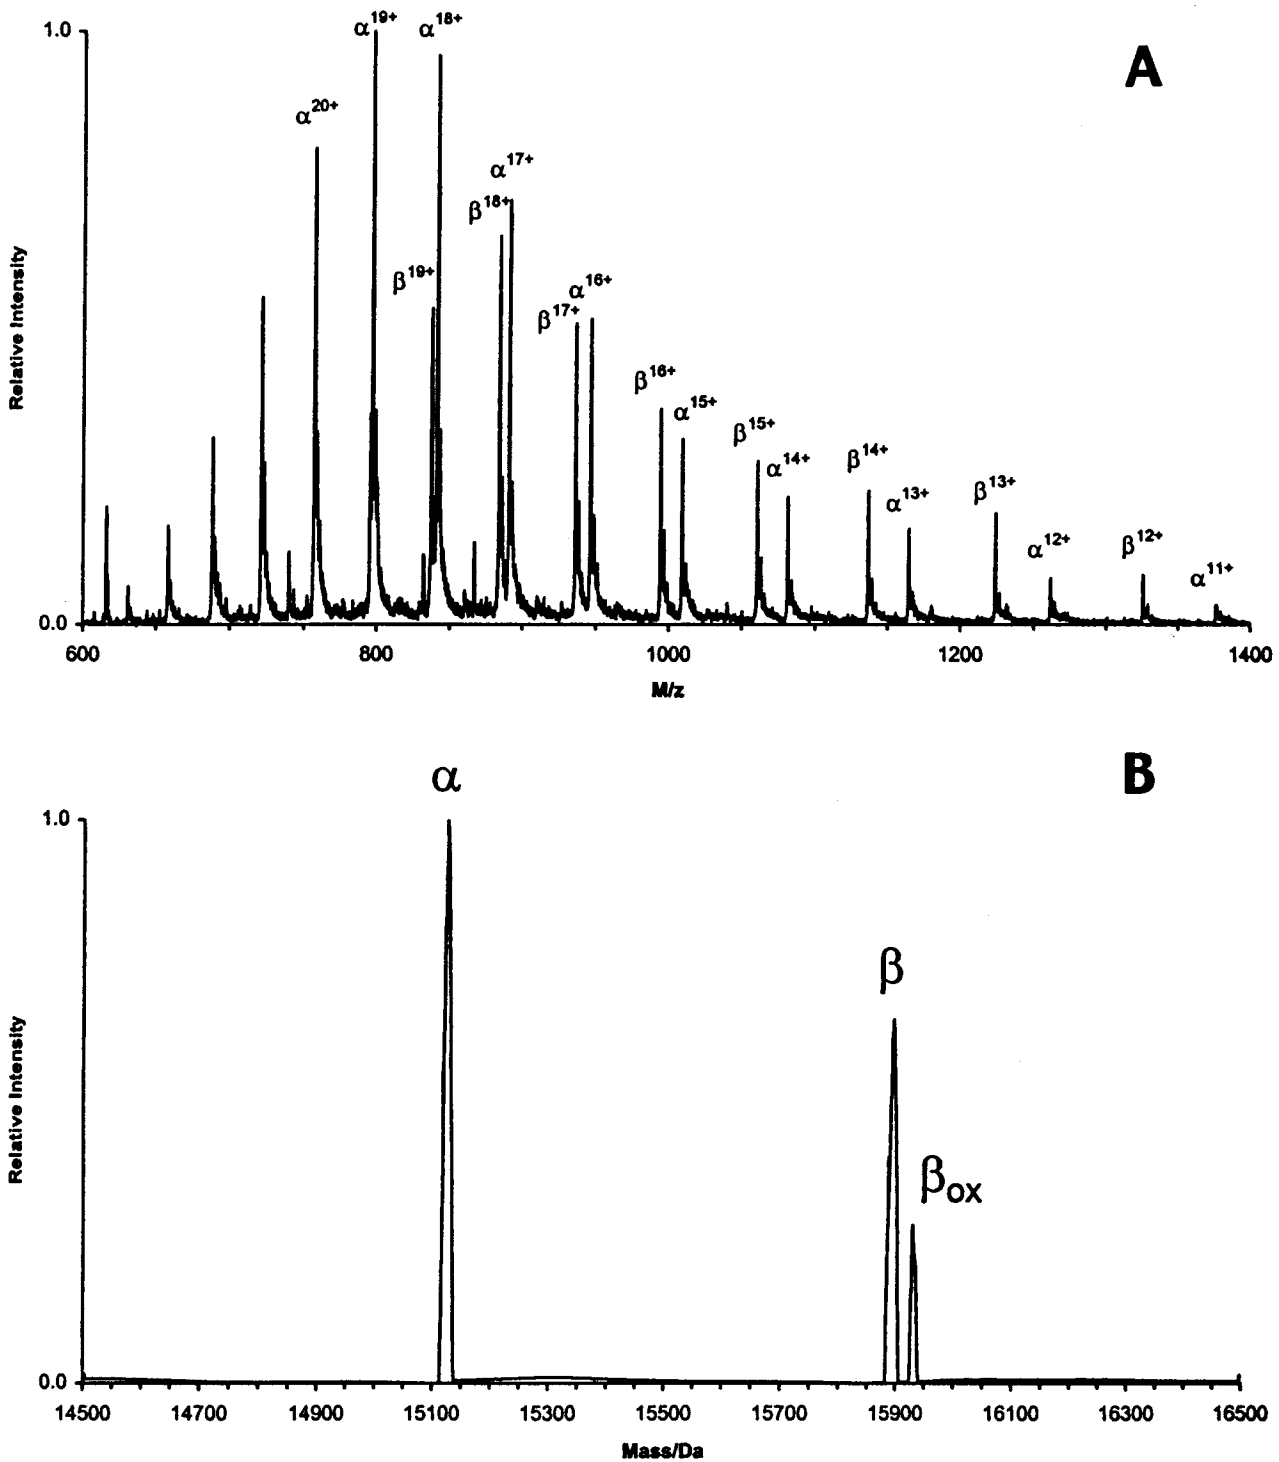 A
1.0
α19+
α18+
α20+
α17+
β18+
β19+
α16+
β17+
β16+
α15+
β15+
α14+
β14+
α13+
β13+
α12+
β12+
α11+
Relative Intensity
0.0
600
800
1000
1200
1400
M/z
B
α
1.0
β
βOX
Relative Intensity
0.0
14500
14700
14900
15100
15300
15500
15700
15900
16100
16300
16500
Mass/Da